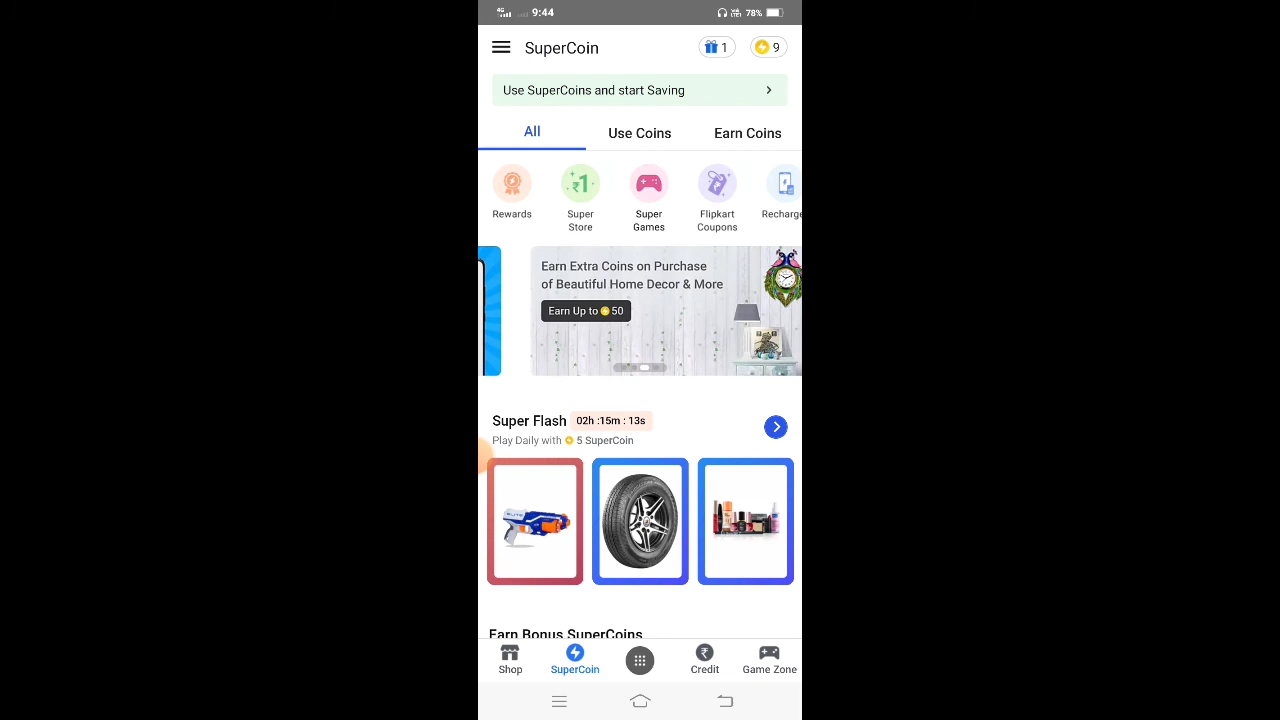 4G 9:44 78%
SuperCoin 1 9
Use SuperCoins and start Saving
All Use Coins Earn Coins
Rewards Super Store Super Games Flipkart Coupons Recharge
Earn Extra Coins on Purchase
of Beautiful Home Decor & More
Earn Up to 50
Super Flash 02h :15m : 13s
Play Daily with 5 SuperCoin
ELITE
Earn Bonus SuperCoins
Shop SuperCoin Credit Game Zone